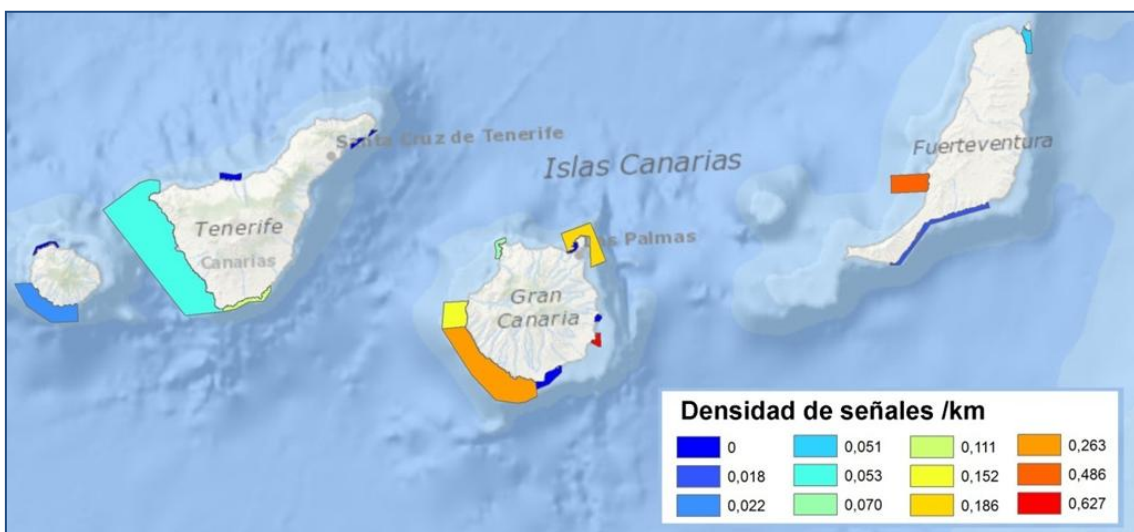 Santa Cruz de Tenerife
Islas Canarias
Fuerteventura
Tenerife
Canarias
Las Palmas
Gran
Canaria
Densidad de señales /km
0 0,051 0,111 0,263
0,018 0,053 0,152 0,486
0,022 0,070 0,186 0,627